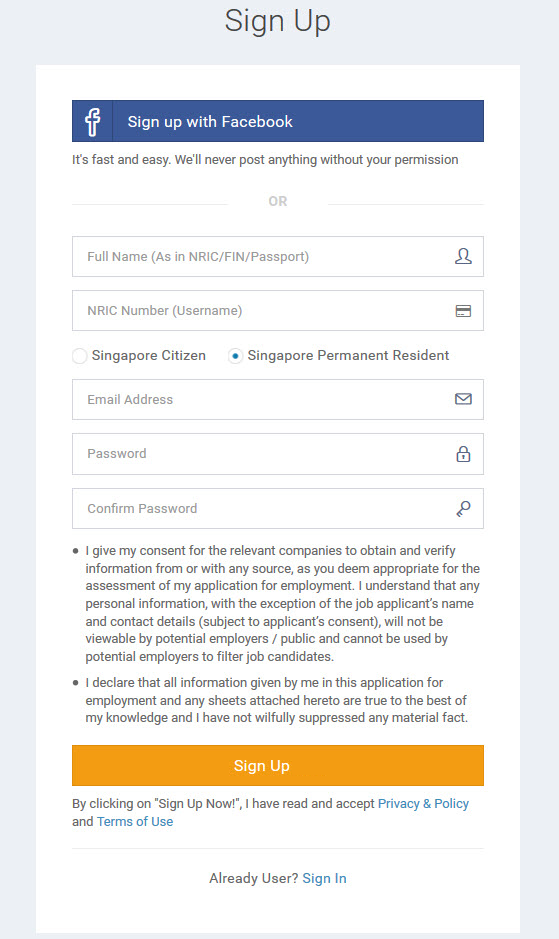 Sign Up
Sign up with Facebook
It's fast and easy. We'll never post anything without your permission
OR
Full Name (As in NRIC/FIN/Passport)
NRIC Number (Username)
Singapore Citizen Singapore Permanent Resident
Email Address
Password
Confirm Password
I give my consent for the relevant companies to obtain and verify
information from or with any source, as you deem appropriate for the
assessment of my application for employment. I understand that any
personal information, with the exception of the job applicant's name
and contact details (subject to applicant's consent), will not be
viewable by potential employers / public and cannot be used by
potential employers to filter job candidates.
I declare that all information given by me in this application for
employment and any sheets attached hereto are true to the best of
my knowledge and I have not wilfully suppressed any material fact.
Sign Up
By clicking on "Sign Up Now!", I have read and accept Privacy & Policy
and Terms of Use
Already User? Sign In